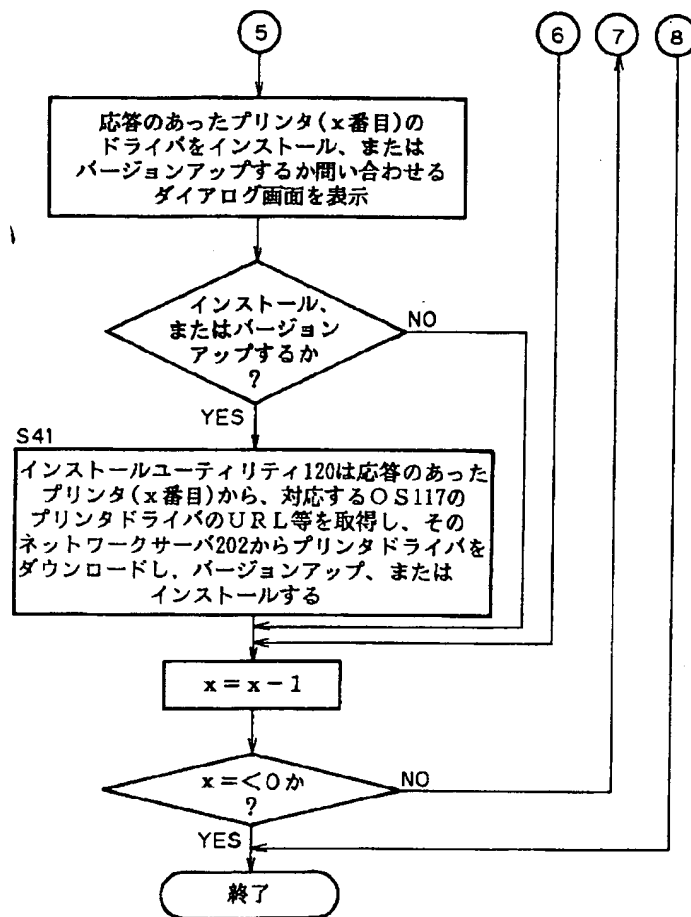 5
6
7
8
応答のあったプリンタ(x番目)の
ドライバをインストール、または
バージョンアップするか問い合わせる
ダイアログ画面を表示
インストール、
またはバージョン
アップするか
?
NO
YES
S41
インストールユーティリティ120は応答のあった
プリンタ(x番目)から、対応するOS117の
プリンタドライバのURL等を取得し、その
ネットワークサーバ202からプリンタドライバを
ダウンロードし、バージョンアップ、または
インストールする
x=x-1
x=<0か
?
NO
YES
終了